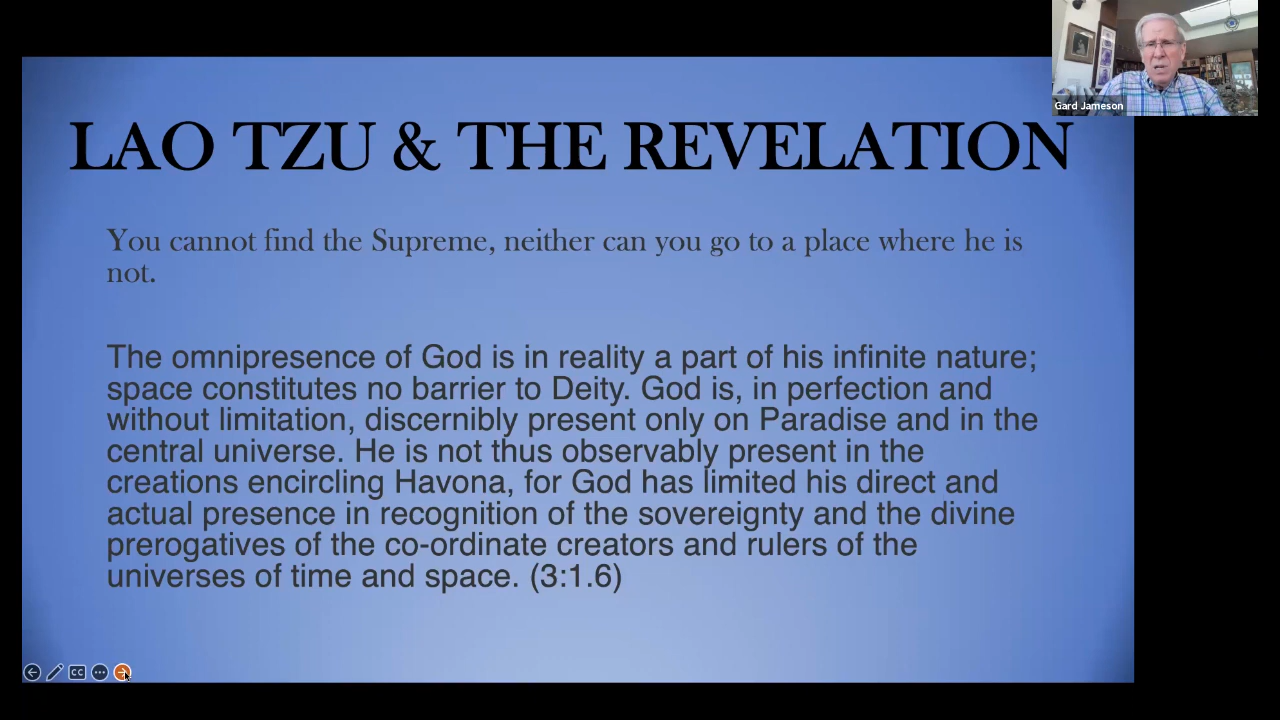 Gard Jameson
LAO TZU & THE REVELATION
You cannot find the Supreme, neither can you go to a place where he is
not.
The omnipresence of God is in reality a part of his infinite nature;
space constitutes no barrier to Deity. God is, in perfection and
without limitation, discernibly present only on Paradise and in the
central universe. He is not thus observably present in the
creations encircling Havona, for God has limited his direct and
actual presence in recognition of the sovereignty and the divine
prerogatives of the co-ordinate creators and rulers of the
universes of time and space. (3:1.6)
CC